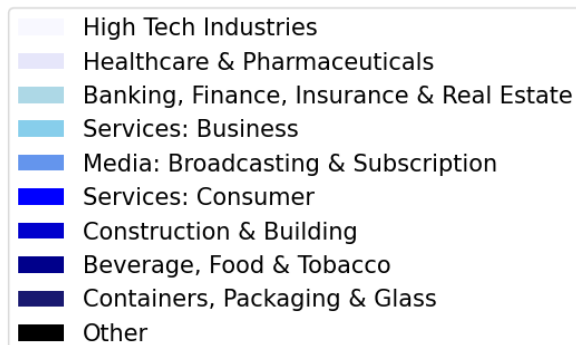 High Tech Industries
Healthcare & Pharmaceuticals
Banking, Finance, Insurance & Real Estate
Services: Business
Media: Broadcasting & Subscription
Services: Consumer
Construction & Building
Beverage, Food & Tobacco
Containers, Packaging & Glass
Other